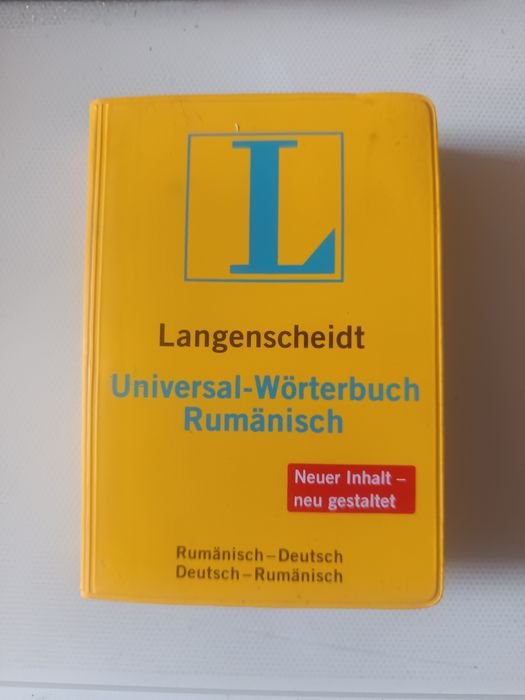 L
Langenscheidt
Universal-Wörterbuch
Rumänisch
Neuer Inhalt –
neu gestaltet
Rumänisch–Deutsch
Deutsch–Rumänisch